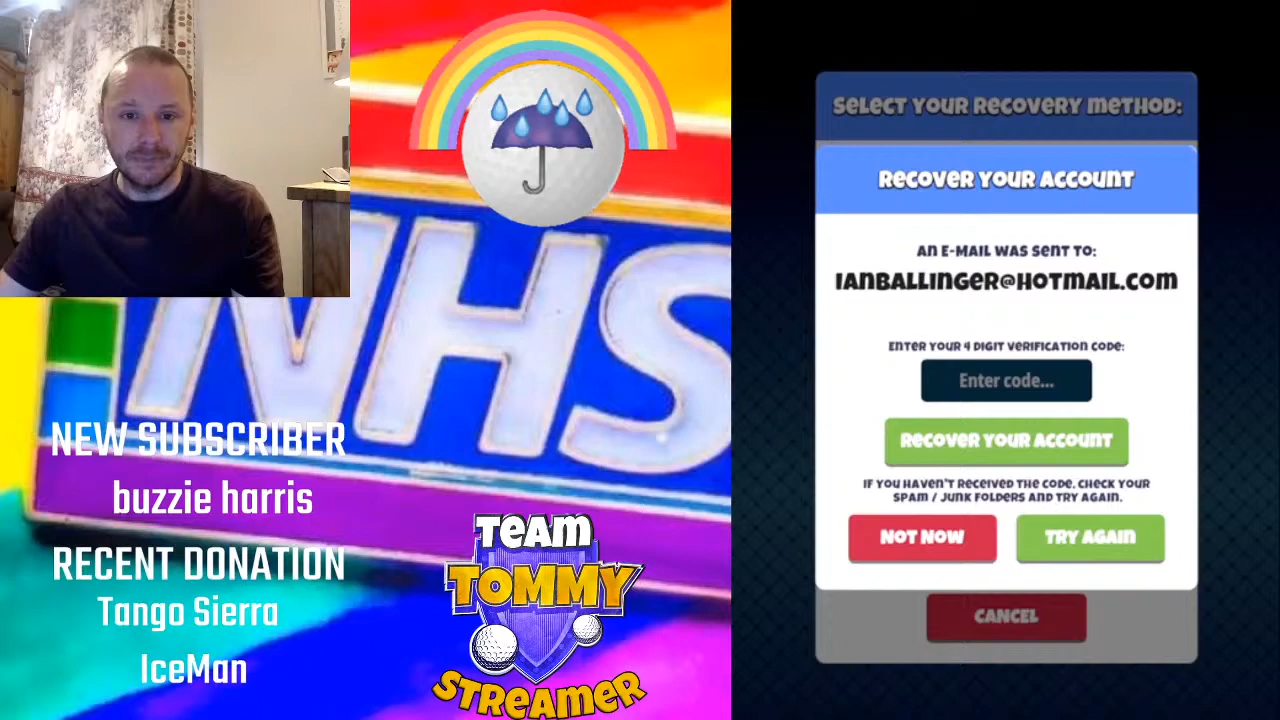 NHS
NEW SUBSCRIBER
buzzie harris
RECENT DONATION
Tango Sierra
IceMan
TEAM
TOMMY
STREAMER
SELECT YOUR RECOVERY METHOD:
RECOVER YOUR ACCOUNT
AN E-MAIL WAS SENT TO:
IANBALLINGER@HOTMAIL.COM
ENTER YOUR 4 DIGIT VERIFICATION CODE:
Enter code...
RECOVER YOUR ACCOUNT
IF YOU HAVEN'T RECEIVED THE CODE, CHECK YOUR
SPAM / JUNK FOLDERS AND TRY AGAIN.
NOT NOW
TRY AGAIN
CANCEL